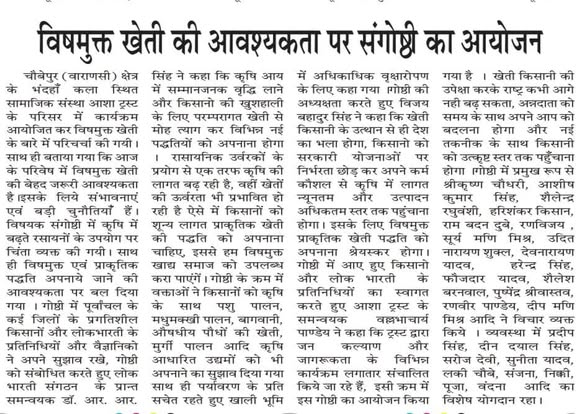 विषमुक्त खेती की आवश्यकता पर संगोष्ठी का आयोजन
चौबेपुर (वाराणसी) क्षेत्र
के भंदहाँ कला स्थित
सामाजिक संस्था आशा ट्रस्ट
के परिसर में कार्यक्रम
आयोजित कर विषमुक्त खेती
के बारे में परिचर्चा की गयी।
साथ ही बताया गया कि आज
के परिवेष में विषमुक्त खेती
की बेहद जरूरी आवश्यकता
है।इसके लिये संभावनाएं
एवं बड़ी चुनौतियाँ हैं।
विषयक संगोष्ठी में कृषि में
बढ़ते रसायनों के उपयोग पर
चिंता व्यक्त की गयी। साथ
ही विषमुक्त एवं प्राकृतिक
पद्धति अपनाये जाने की
आवश्यकता पर बल दिया
गया । गोष्ठी में पूर्वांचल के
कई जिलों के प्रगतिशील
किसानों और लोकभारती के
प्रतिनिधियों और वैज्ञानिको
ने अपने सुझाव रखे, गोष्ठी
को संबोधित करते हुए लोक
भारती संगठन के प्रान्त
समन्वयक डॉ. आर. आर.
सिंह ने कहा कि कृषि आय
में सम्मानजनक वृद्धि लाने
और किसानो की खुशहाली
के लिए परम्परागत खेती से
मोह त्याग कर विभिन्न नई
पद्धतियों को अपनाना होगा
। रासायनिक उर्वरकों के
प्रयोग से एक तरफ कृषि की
लागत बढ़ रही है, वहीं खेतों
की ऊर्वरता भी प्रभावित हो
रही है ऐसे में किसानों को
शून्य लागत प्राकृतिक खेती
की पद्धति को अपनाना
चाहिए, इससे हम विषमुक्त
खाद्य समाज को उपलब्ध
करा पाएंगें। गोष्ठी के क्रम में
वक्ताओं ने किसानों को कृषि
के साथ पशु पालन,
मधुमक्खी पालन, बागवानी,
औषधीय पौधों की खेती,
मुर्गी पालन आदि कृषि
आधारित उद्यमों को भी
अपनाने का सुझाव दिया गया
साथ ही पर्यावरण के प्रति
सचेत रहते हुए खाली भूमि
में अधिकाधिक वृक्षारोपण
के लिए कहा गया ।गोष्ठी की
अध्यक्षता करते हुए विजय
बहादुर सिंह ने कहा कि खेती
किसानी के उत्थान से ही देश
का भला होगा, किसानो को
सरकारी योजनाओं पर
निर्भरता छोड़ कर अपने कर्म
कौशल से कृषि में लागत
न्यूनतम और उत्पादन
अधिकतम स्तर तक पहुंचाना
होगा। इसके लिए विषमुक्त
प्राकृतिक खेती पद्धति को
अपनाना श्रेयस्कर होगा।
गोष्ठी में आए हुए किसानो
और लोक भारती के
प्रतिनिधियों का स्वागत
करते हुए आशा ट्रस्ट के
समन्वयक वल्लभाचार्य
पाण्डेय ने कहा कि ट्रस्ट द्वारा
जन कल्याण और
जागरूकता के विभिन्न
कार्यक्रम लगातार संचालित
किये जा रहे हैं, इसी क्रम में
इस गोष्ठी का आयोजन किया
गया है । खेती किसानी की
उपेक्षा करके राष्ट्र कभी आगे
नही बढ़ सकता, अन्नदाता को
समय के साथ अपने आप को
बदलना होगा और नई
तकनीक के साथ किसानी
को उत्कृष्ट स्तर तक पहुँचाना
होगा ।गोष्ठी में प्रमुख रूप से
श्रीकृष्ण चौधरी, आशीष
कुमार सिंह, शैलेन्द्र
रघुवंशी, हरिशंकर किसान,
राम बदन दुबे, रणविजय ,
सूर्य मणि मिश्र, उदित
नारायण शुक्ल, देवनारायण
यादव, हरेन्द्र सिंह,
फौजदार यादव, शैलेश
बरनवाल, पुर्ण्येंद्र श्रीवास्तव,
रणवीर पाण्डेय, दीप मणि
मिश्र आदि ने विचार व्यक्त
किये । व्यवस्था में प्रदीप
सिंह, दीन दयाल सिंह,
सरोज देवी, सुनीता यादव,
लकी चौबे, संजना, निक्की,
पूजा, वंदना आदि का
विशेष योगदान रहा।